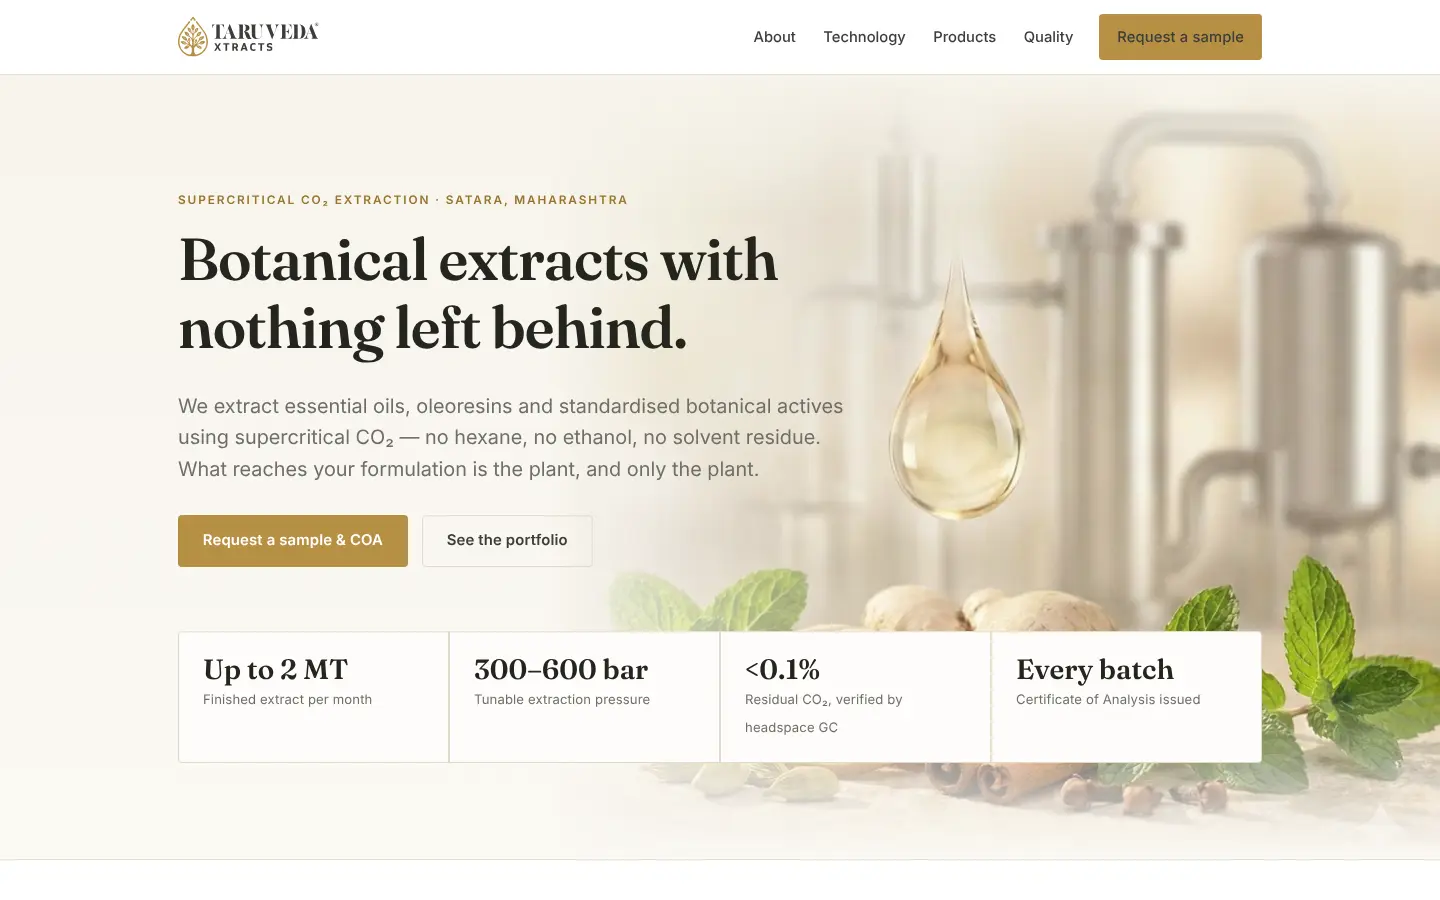 TARUVEDA®
XTRACTS
About
Technology
Products
Quality
Request a sample
SUPERCRITICAL CO₂ EXTRACTION · SATARA, MAHARASHTRA
Botanical extracts with
nothing left behind.
We extract essential oils, oleoresins and standardised botanical actives
using supercritical CO₂ — no hexane, no ethanol, no solvent residue.
What reaches your formulation is the plant, and only the plant.
Request a sample & COA
See the portfolio
Up to 2 MT
Finished extract per month
300–600 bar
Tunable extraction pressure
<0.1%
Residual CO₂, verified by
headspace GC
Every batch
Certificate of Analysis issued